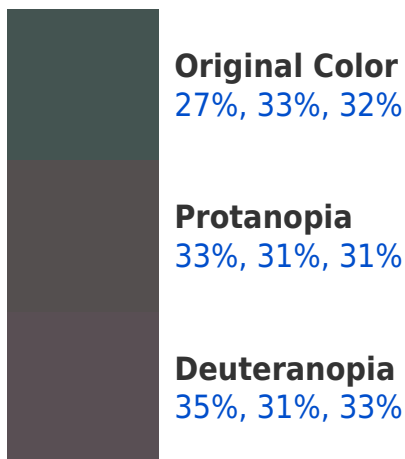 Original Color
27%, 33%, 32%
Protanopia
33%, 31%, 31%
Deuteranopia
35%, 31%, 33%